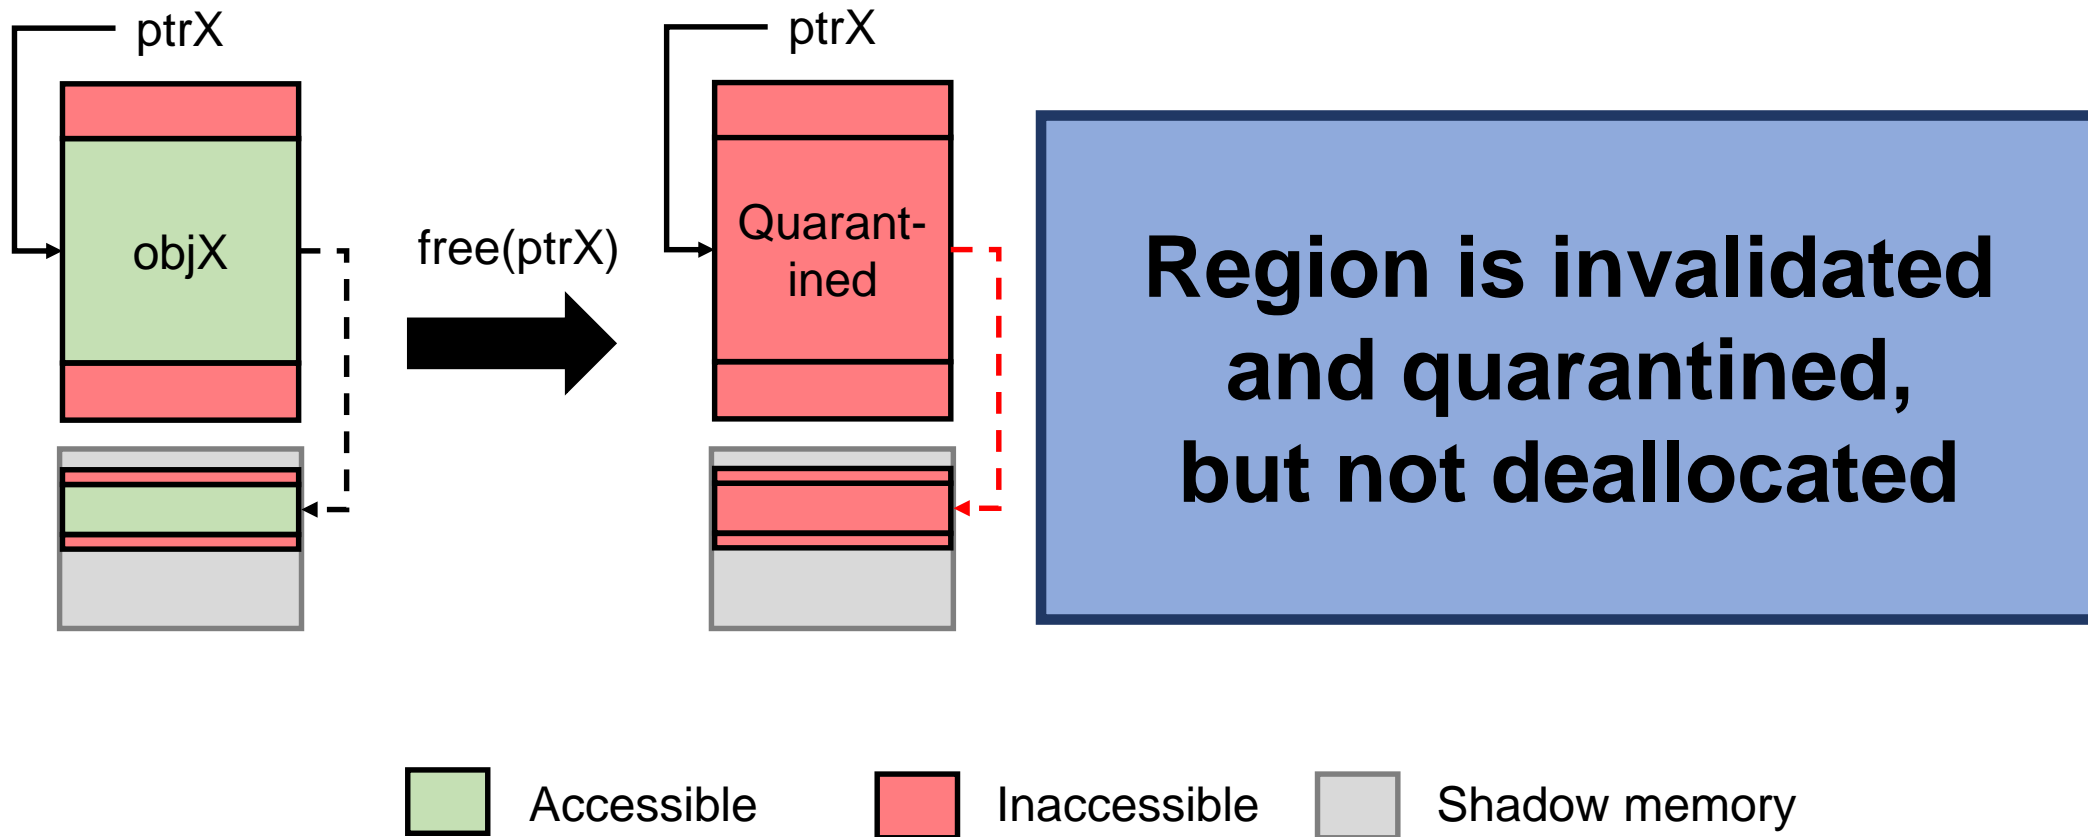 ptrX
objX
free(ptrX)
ptrX
Quarant-
ined
Region is invalidated
and quarantined,
but not deallocated
Accessible
Inaccessible
Shadow memory